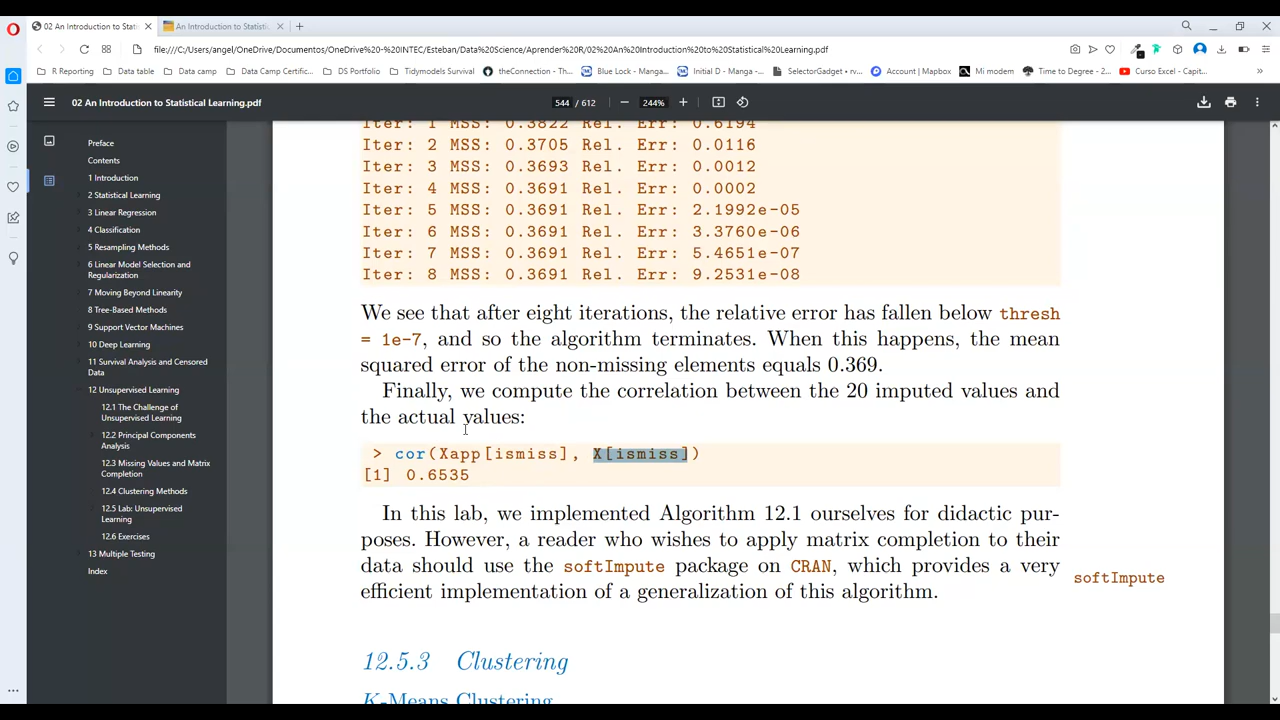 02 An Introduction to Statisti
An Introduction to Statisti
file:///C:/Users/angel/OneDrive/Documentos/OneDrive%20-%20INTEC/Esteban/Data%20Science/Aprender%20R/02%20An%20Introduction%20to%20Statistical%20Learning.pdf
R Reporting
Data table
Data camp
Data Camp Certific...
DS Portfolio
Tidymodels Survival
theConnection - Th...
Blue Lock - Manga...
Initial D - Manga -...
SelectorGadget • rv...
Account | Mapbox
Mi modem
Time to Degree - 2...
Curso Excel - Capit...
02 An Introduction to Statistical Learning.pdf
544 / 612
244%
Preface
Contents
1 Introduction
2 Statistical Learning
3 Linear Regression
4 Classification
5 Resampling Methods
6 Linear Model Selection and
Regularization
7 Moving Beyond Linearity
8 Tree-Based Methods
9 Support Vector Machines
10 Deep Learning
11 Survival Analysis and Censored
Data
12 Unsupervised Learning
12.1 The Challenge of
Unsupervised Learning
12.2 Principal Components
Analysis
12.3 Missing Values and Matrix
Completion
12.4 Clustering Methods
12.5 Lab: Unsupervised
Learning
12.6 Exercises
13 Multiple Testing
Index
Iter: 1 MSS: 0.3822 Rel. Err: 0.6194
Iter: 2 MSS: 0.3705 Rel. Err: 0.0116
Iter: 3 MSS: 0.3693 Rel. Err: 0.0012
Iter: 4 MSS: 0.3691 Rel. Err: 0.0002
Iter: 5 MSS: 0.3691 Rel. Err: 2.1992e-05
Iter: 6 MSS: 0.3691 Rel. Err: 3.3760e-06
Iter: 7 MSS: 0.3691 Rel. Err: 5.4651e-07
Iter: 8 MSS: 0.3691 Rel. Err: 9.2531e-08
We see that after eight iterations, the relative error has fallen below thresh
= 1e-7, and so the algorithm terminates. When this happens, the mean
squared error of the non-missing elements equals 0.369.
Finally, we compute the correlation between the 20 imputed values and
the actual values:
> cor(Xapp[ismiss], X[ismiss])
[1] 0.6535
In this lab, we implemented Algorithm 12.1 ourselves for didactic pur-
poses. However, a reader who wishes to apply matrix completion to their
data should use the softImpute package on CRAN, which provides a very
efficient implementation of a generalization of this algorithm.
softImpute
12.5.3 Clustering
K-Means Clustering